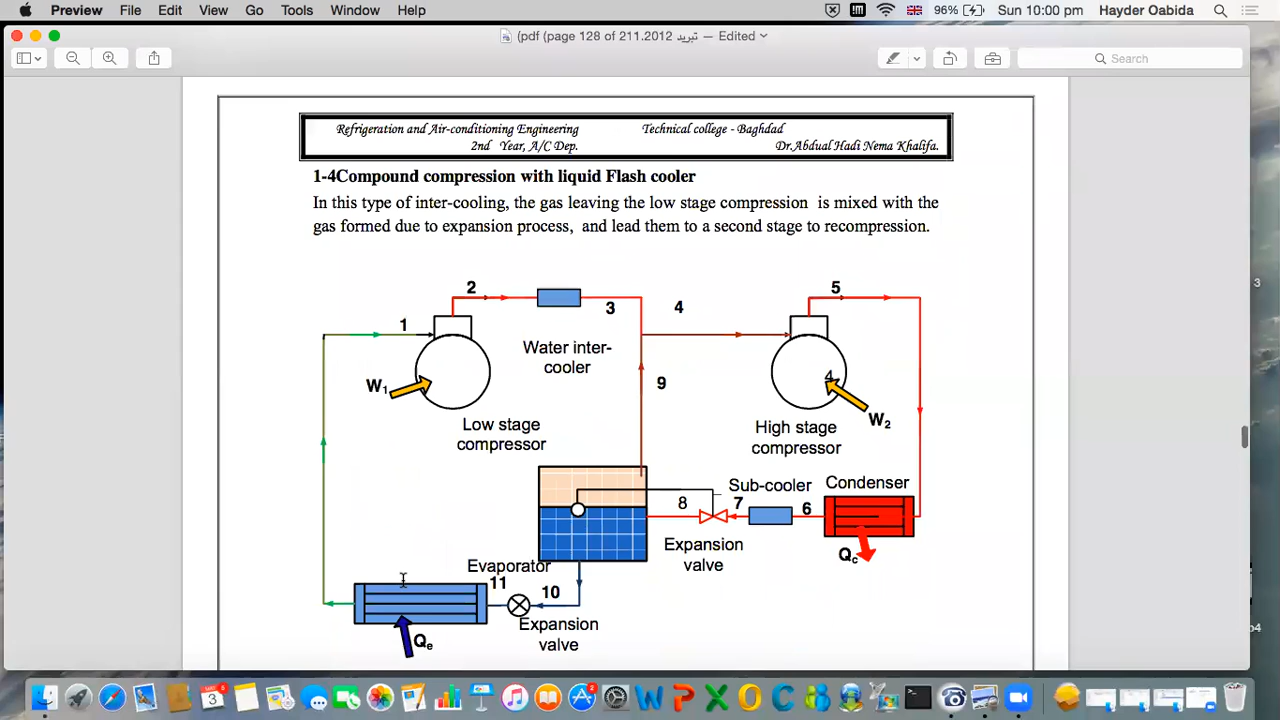 Preview File Edit View Go Tools Window Help 96% Sun 10:00 pm Hayder Oabida
(pdf (page 128 of 211.2012 تبريد — Edited
Search
Refrigeration and Air-conditioning Engineering Technical college - Baghdad
2nd Year, A/C Dep. Dr.Abdual Hadi Nema Khalifa.
1-4Compound compression with liquid Flash cooler
In this type of inter-cooling, the gas leaving the low stage compression is mixed with the
gas formed due to expansion process, and lead them to a second stage to recompression.
2
3
4
5
1
Water inter-
cooler
9
4
W1
W2
Low stage
compressor
High stage
compressor
Sub-cooler
Condenser
8
7
6
Expansion
valve
Qc
Evaporator
11
10
Expansion
valve
Qe
3
p4
3
2